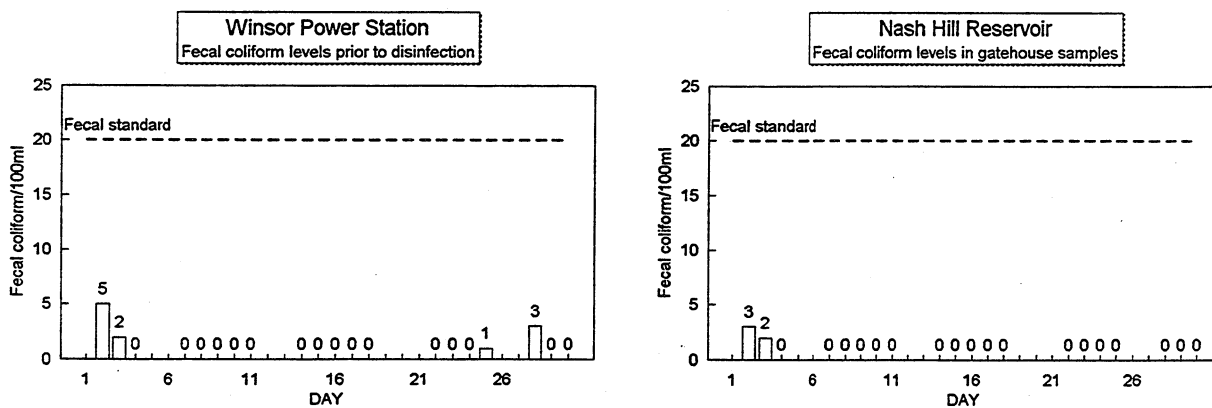 Winsor Power Station
Fecal coliform levels prior to disinfection
25
20
15
10
5
0
Fecal coliform/100ml
Fecal standard
5
2
0 0 0 0 0 0 0 0 0 0 0 0 0 0 1 3 0 0
1 6 11 16 21 26
DAY
Nash Hill Reservoir
Fecal coliform levels in gatehouse samples
25
20
15
10
5
0
Fecal coliform/100ml
Fecal standard
3
2
0 0 0 0 0 0 0 0 0 0 0 0 0 0 0 0 0 0
1 6 11 16 21 26
DAY